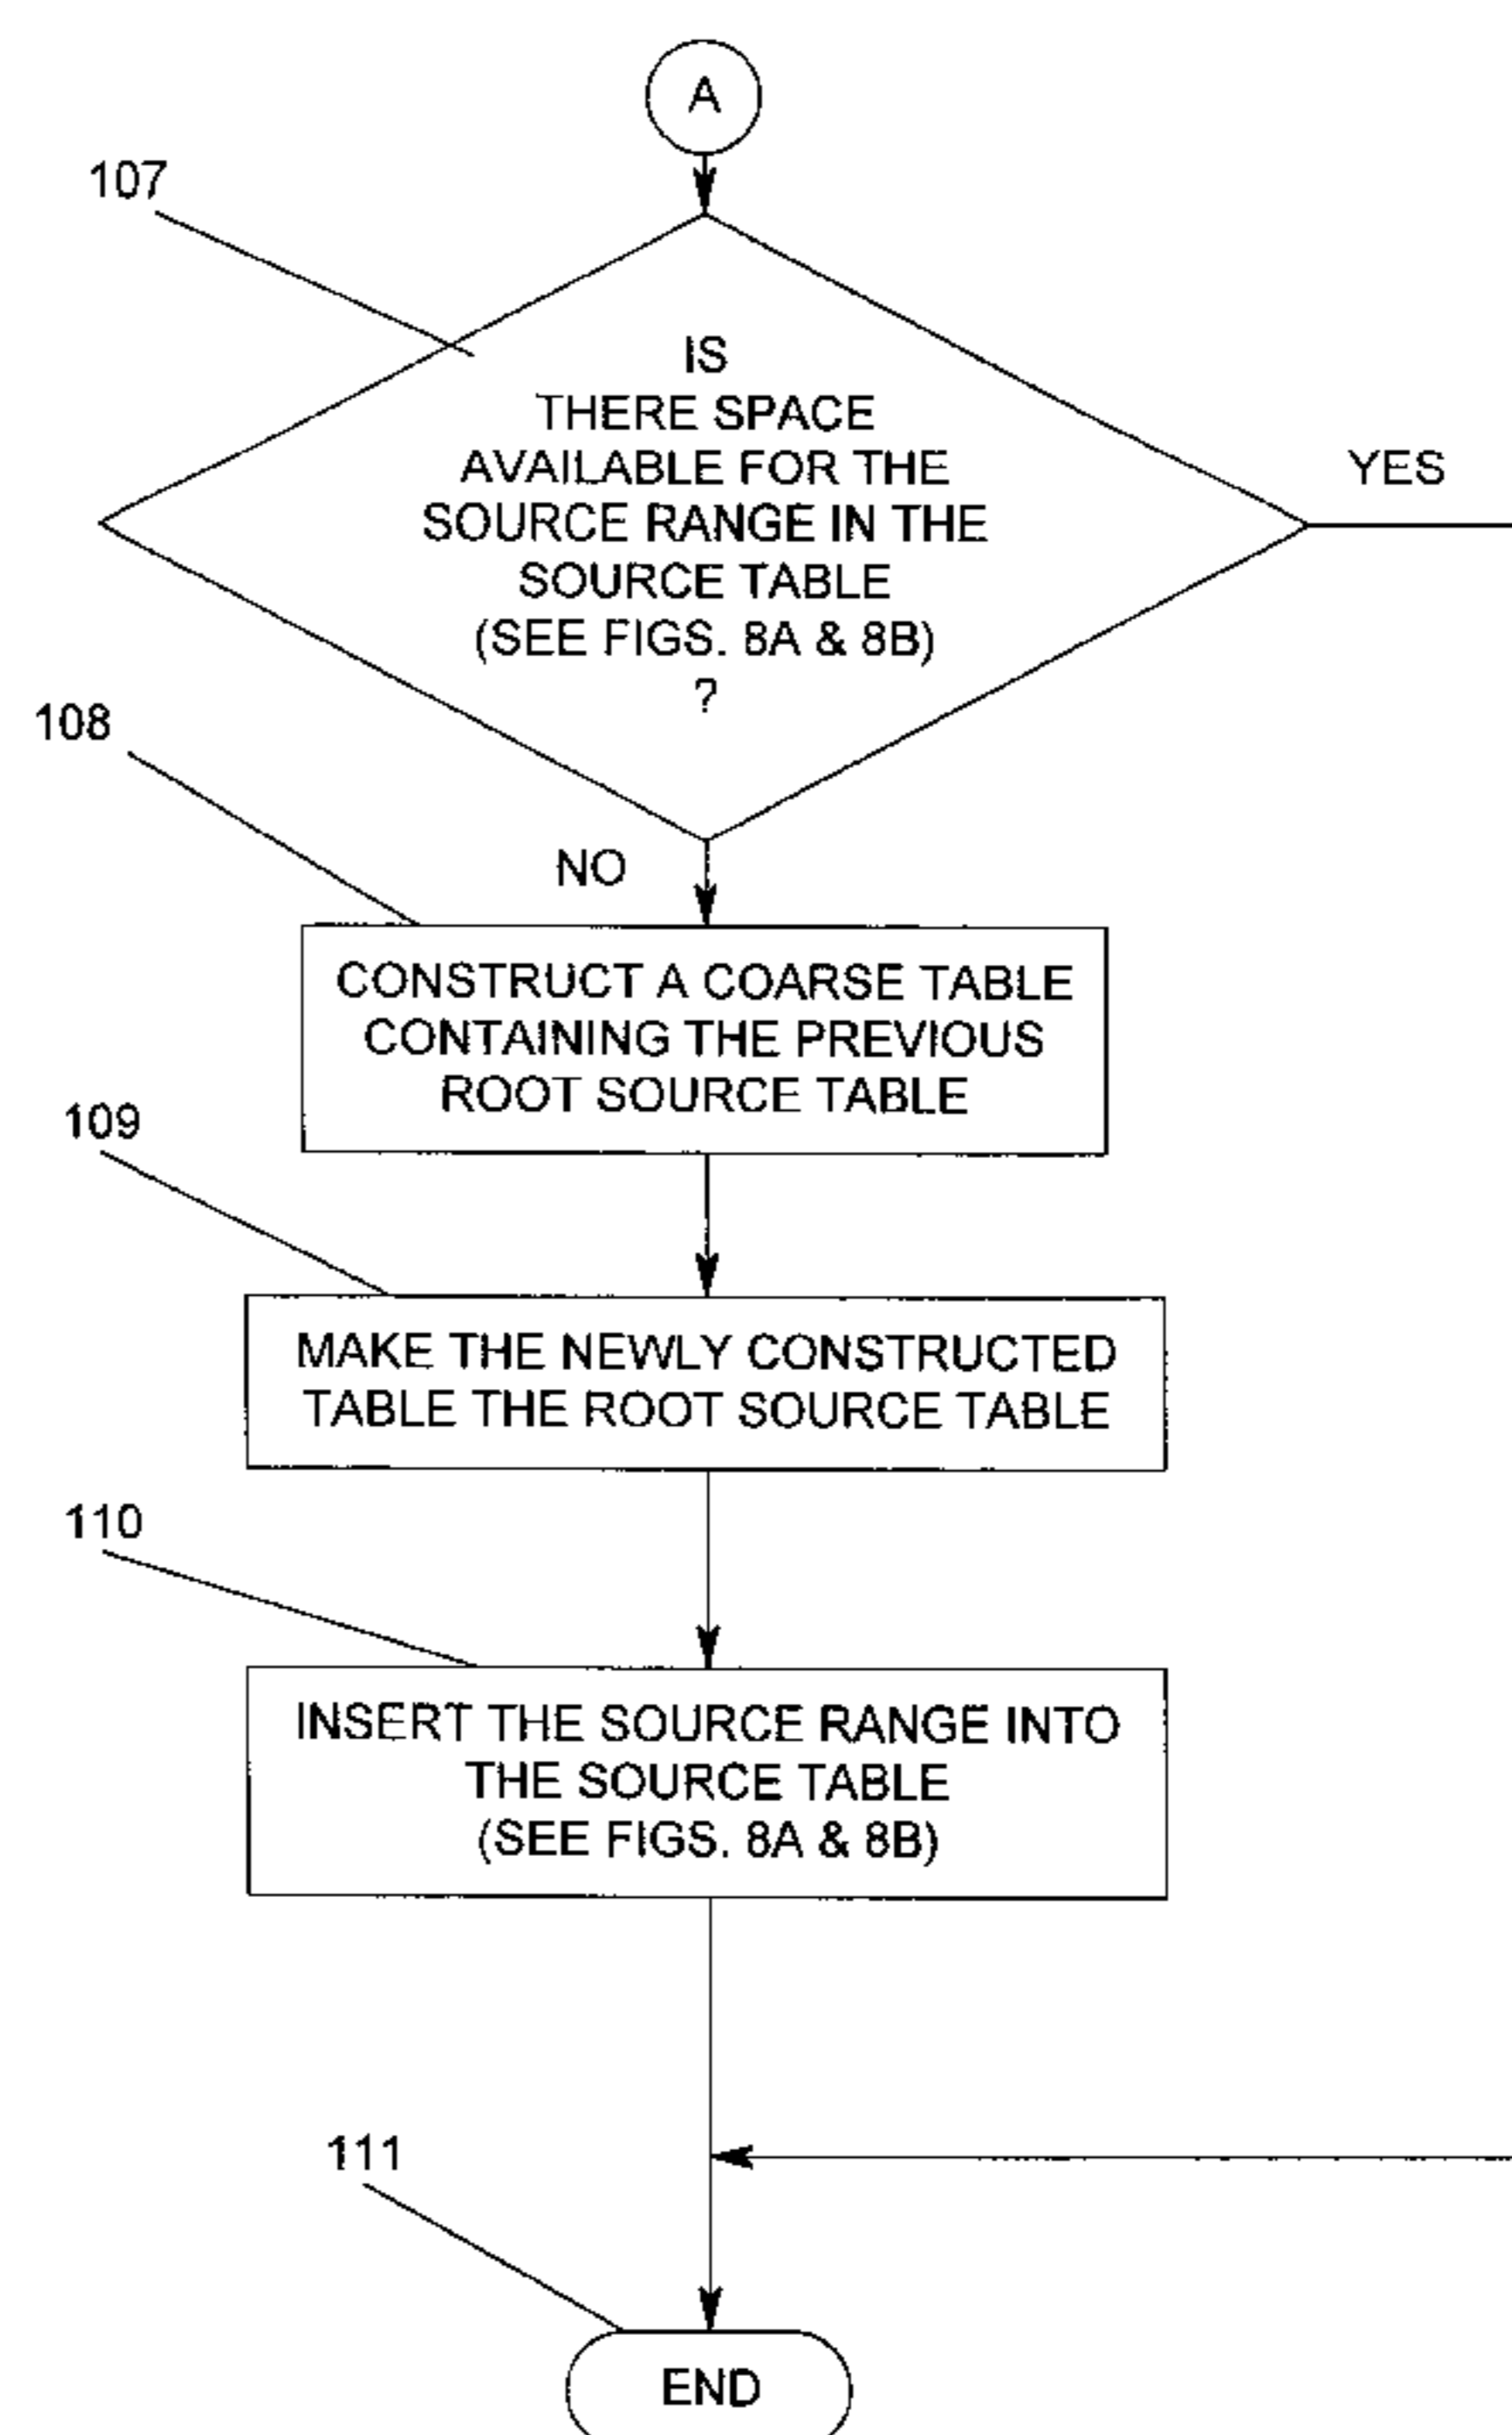 A
107
IS
THERE SPACE
AVAILABLE FOR THE
SOURCE RANGE IN THE
SOURCE TABLE
(SEE FIGS. 8A & 8B)
?
YES
108
NO
CONSTRUCT A COARSE TABLE
CONTAINING THE PREVIOUS
ROOT SOURCE TABLE
109
MAKE THE NEWLY CONSTRUCTED
TABLE THE ROOT SOURCE TABLE
110
INSERT THE SOURCE RANGE INTO
THE SOURCE TABLE
(SEE FIGS. 8A & 8B)
111
END